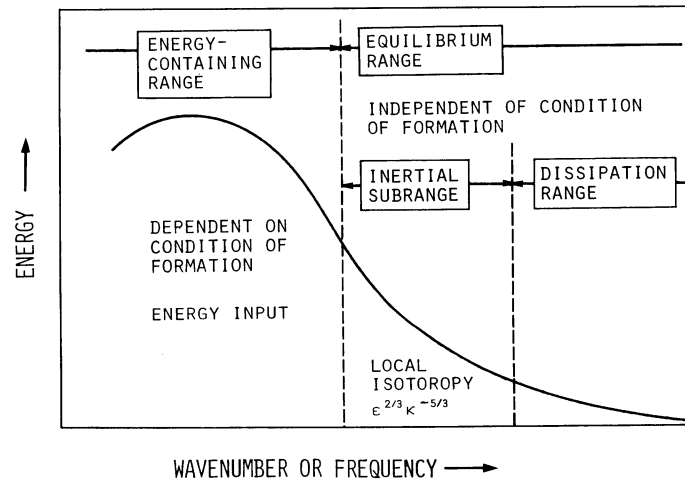 ENERGY-
CONTAINING
RANGE
EQUILIBRIUM
RANGE
INDEPENDENT OF CONDITION
OF FORMATION
INERTIAL
SUBRANGE
DISSIPATION
RANGE
DEPENDENT ON
CONDITION OF
FORMATION
ENERGY INPUT
LOCAL
ISOTOROPY
ε^2/3 κ^-5/3
ENERGY
WAVENUMBER OR FREQUENCY